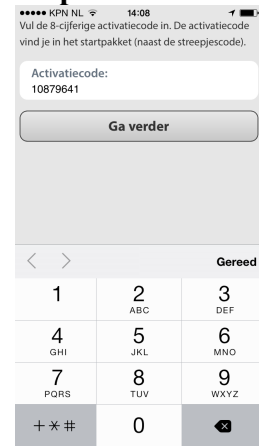 KPN NL 14:08
Vul de 8-cijferige activatiecode in. De activatiecode
vind je in het startpakket (naast de streepjescode).
Activatiecode:
10879641
Ga verder
Gereed
1 2 3
ABC DEF
4 5 6
GHI JKL MNO
7 8 9
PQRS TUV WXYZ
+*# 0